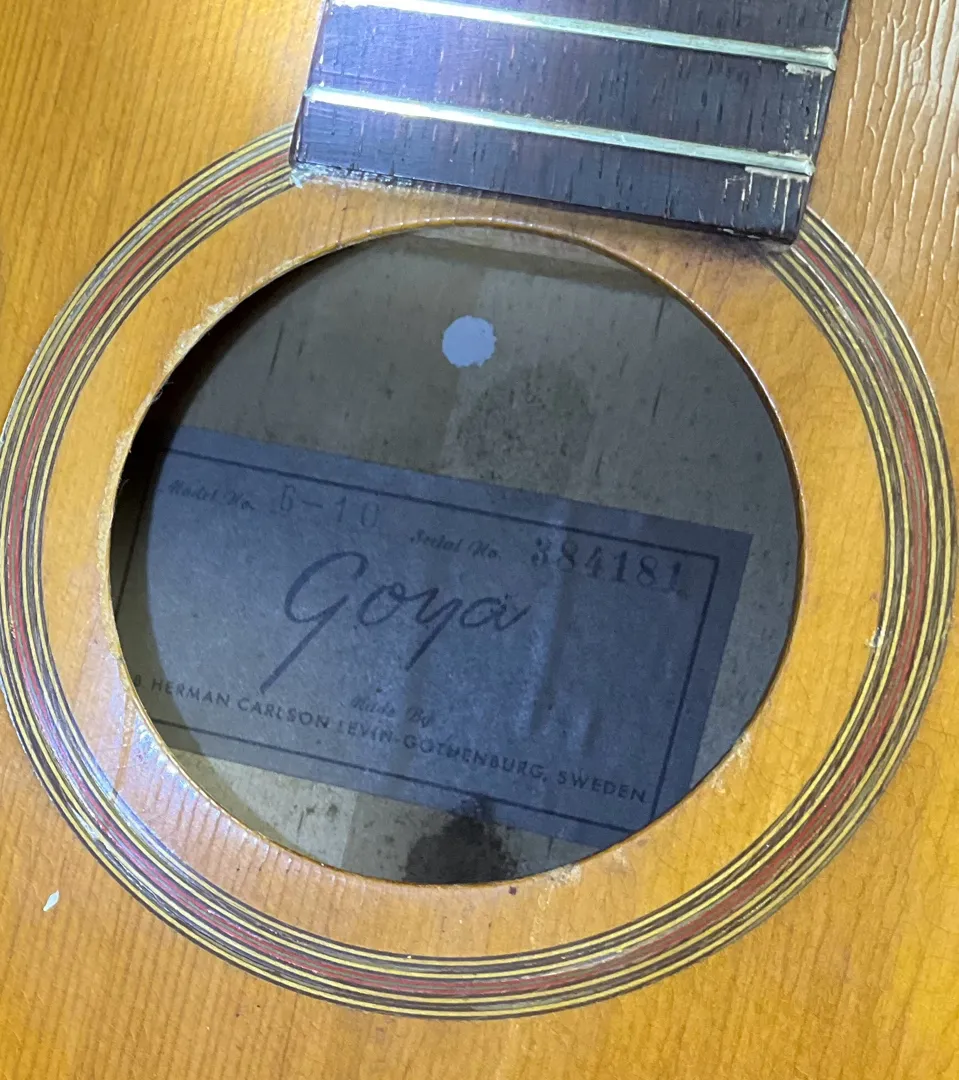 Model No. G-10
Serial No. 384181
Goya
Made By
HERMAN CARLSON LEVIN-GOTHENBURG, SWEDEN